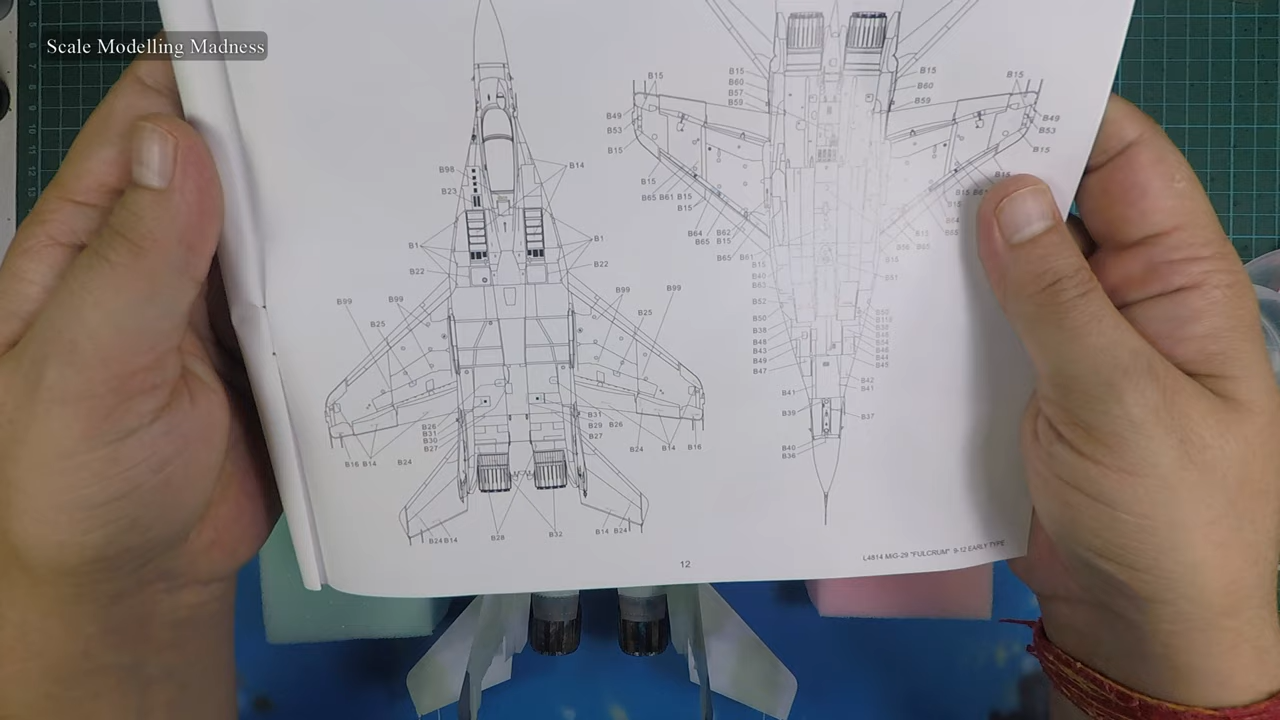 Scale Modelling Madness
B15
B60
B57
B59
B15
B49
B53
B15
B15
B65 B61 B15
B15
B64 B62
B65 B15
B65 B61
B15
B60
B59
B15
B49
B53
B15
B15
B98
B23
B14
B1
B1
B22
B22
B99
B99
B25
B99
B99
B25
B52
B50
B38
B48
B43
B49
B47
B41
B39
B40
B36
B42
B41
B37
B26
B31
B30
B27
B31
B29 B26
B27
B16 B14
B24
B24
B14
B16
B24 B14
B28
B32
B14 B24
12
L4814 MiG-29 "FULCRUM" 9-12 EARLY TYPE